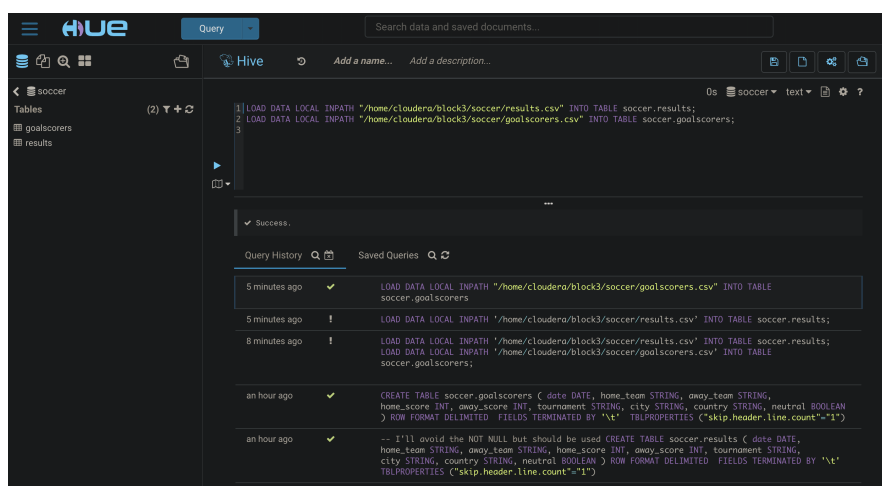 HUE
Query
Search data and saved documents...
Hive
Add a name...
Add a description...
soccer
Tables
(2)
goalscorers
results
0s
soccer
text
?
1 LOAD DATA LOCAL INPATH "/home/cloudera/block3/soccer/results.csv" INTO TABLE soccer.results;
2 LOAD DATA LOCAL INPATH "/home/cloudera/block3/soccer/goalscorers.csv" INTO TABLE soccer.goalscorers;
3
Success.
Query History
Saved Queries
5 minutes ago
LOAD DATA LOCAL INPATH "/home/cloudera/block3/soccer/goalscorers.csv" INTO TABLE
soccer.goalscorers
5 minutes ago
!
LOAD DATA LOCAL INPATH '/home/cloudera/block3/soccer/results.csv' INTO TABLE soccer.results;
8 minutes ago
!
LOAD DATA LOCAL INPATH '/home/cloudera/block3/soccer/results.csv' INTO TABLE soccer.results;
LOAD DATA LOCAL INPATH '/home/cloudera/block3/soccer/goalscorers.csv' INTO TABLE
soccer.goalscorers;
an hour ago
CREATE TABLE soccer.goalscorers ( date DATE, home_team STRING, away_team STRING,
home_score INT, away_score INT, tournament STRING, city STRING, country STRING, neutral BOOLEAN
) ROW FORMAT DELIMITED FIELDS TERMINATED BY '\t' TBLPROPERTIES ("skip.header.line.count"="1")
an hour ago
-- I'll avoid the NOT NULL but should be used CREATE TABLE soccer.results ( date DATE,
home_team STRING, away_team STRING, home_score INT, away_score INT, tournament STRING,
city STRING, country STRING, neutral BOOLEAN ) ROW FORMAT DELIMITED FIELDS TERMINATED BY '\t'
TBLPROPERTIES ("skip.header.line.count"="1")